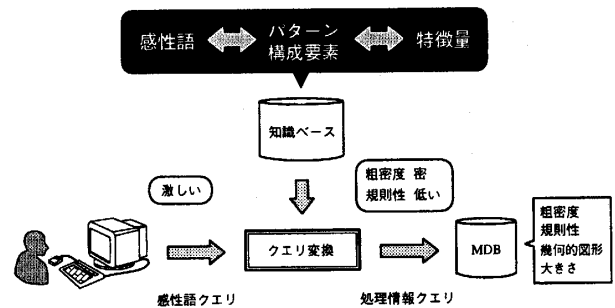 感性語
パターン
構成要素
特徴量
知識ベース
激しい
粗密度 密
規則性 低い
クエリ変換
MDB
粗密度
規則性
幾何的図形
大きさ
感性語クエリ
処理情報クエリ